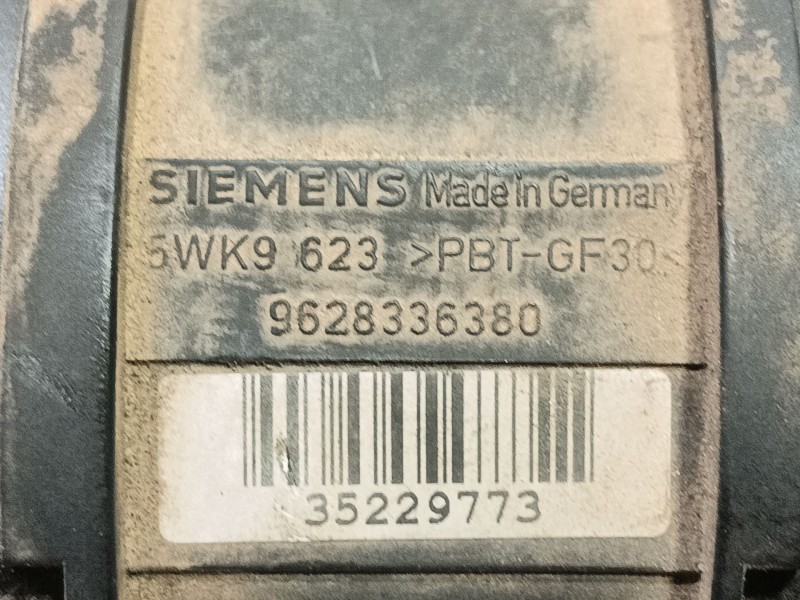 SIEMENS Made in Germany
5WK9 623 >PBT-GF30<
9628336380
35229773